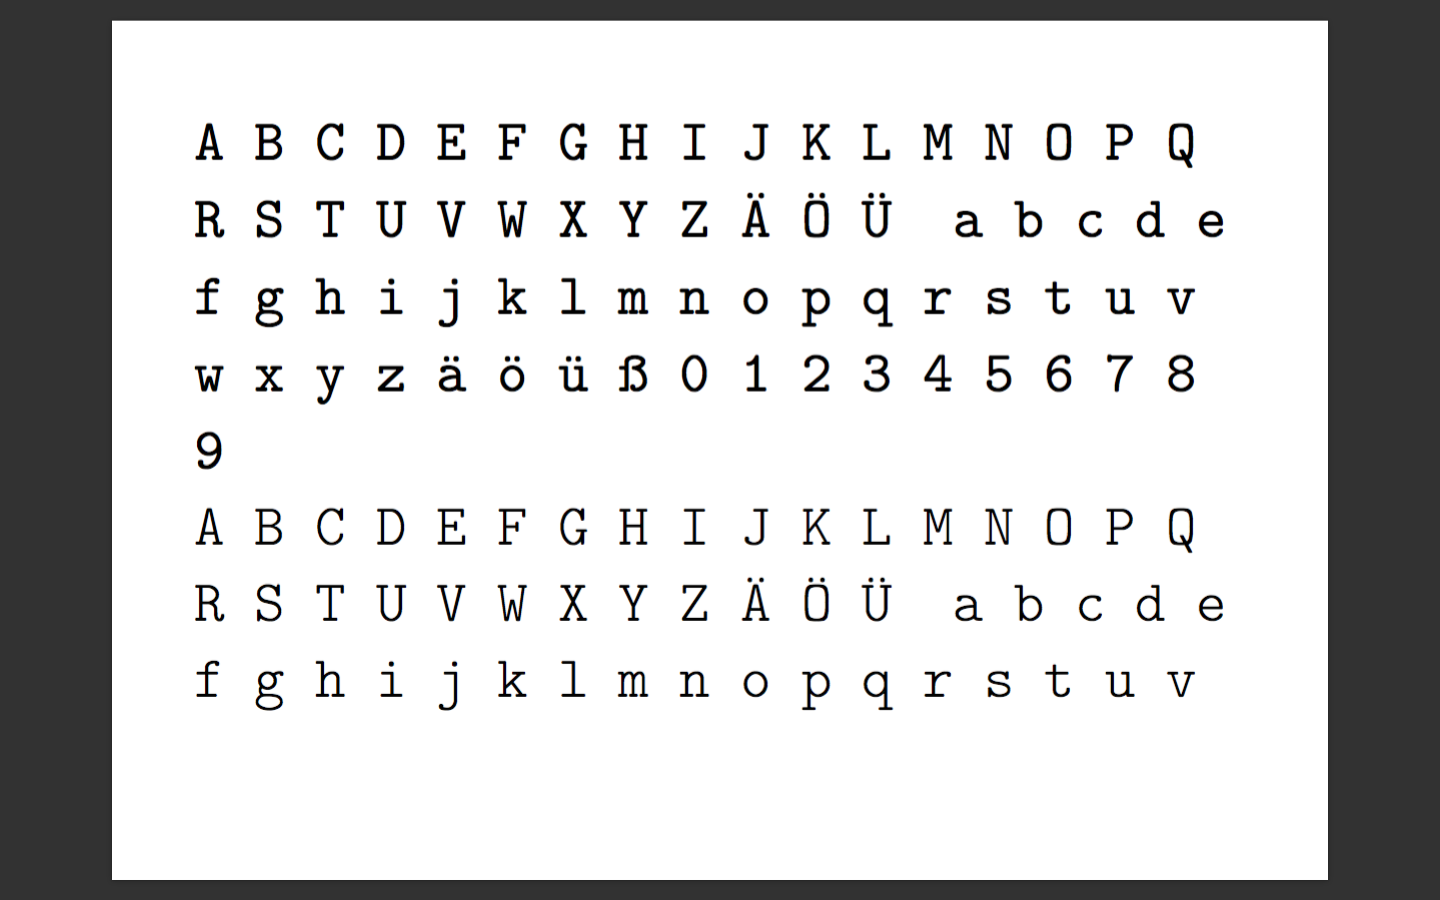 A B C D E F G H I J K L M N O P Q
R S T U V W X Y Z Ä Ö Ü a b c d e
f g h i j k l m n o p q r s t u v
w x y z ä ö ü ß 0 1 2 3 4 5 6 7 8
9
A B C D E F G H I J K L M N O P Q
R S T U V W X Y Z Ä Ö Ü a b c d e
f g h i j k l m n o p q r s t u v